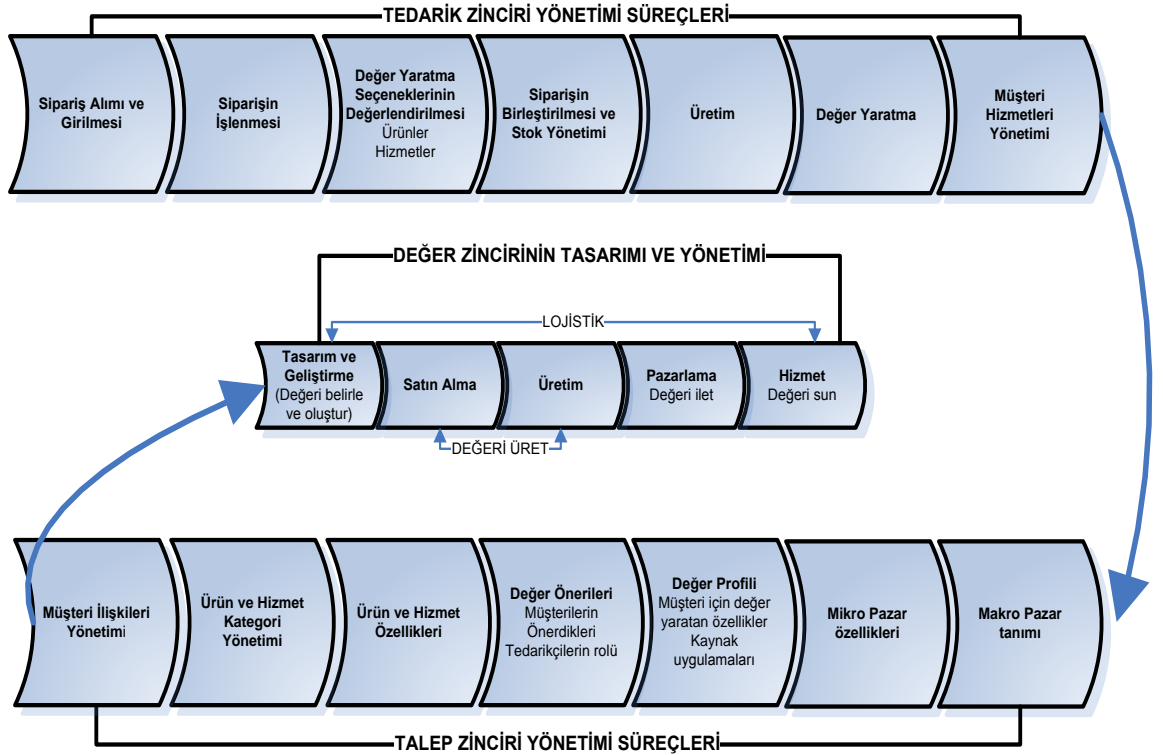 TEDARİK ZİNCİRİ YÖNETİMİ SÜREÇLERİ
Sipariş Alımı ve
Girilmesi
Siparişin
İşlenmesi
Değer Yaratma
Seçeneklerinin
Değerlendirilmesi
Ürünler
Hizmetler
Siparişin
Birleştirilmesi ve
Stok Yönetimi
Üretim
Değer Yaratma
Müşteri
Hizmetleri
Yönetimi
DEĞER ZİNCİRİNİN TASARIMI VE YÖNETİMİ
LOJİSTİK
Tasarım ve
Geliştirme
(Değeri belirle
ve oluştur)
Satın Alma
Üretim
Pazarlama
Değeri ilet
Hizmet
Değeri sun
DEĞERİ ÜRET
Müşteri İlişkileri
Yönetimi
Ürün ve Hizmet
Kategori
Yönetimi
Ürün ve Hizmet
Özellikleri
Değer Önerileri
Müşterilerin
Önerdikleri
Tedarikçilerin rolü
Değer Profili
Müşteri için değer
yaratan özellikler
Kaynak
uygulamaları
Mikro Pazar
özellikleri
Makro Pazar
tanımı
TALEP ZİNCİRİ YÖNETİMİ SÜREÇLERİ